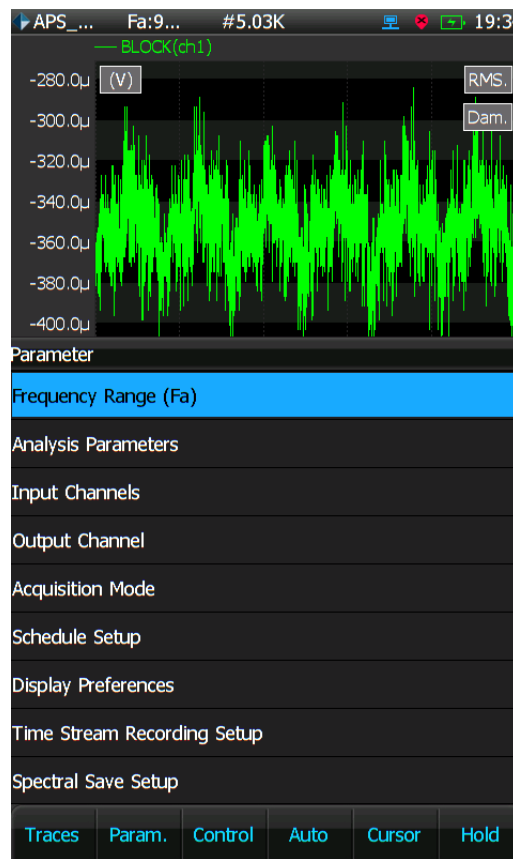 APS_... Fa:9... #5.03K 19:3
BLOCK(ch1)
-280.0µ (V) RMS.
-300.0µ Dam.
-320.0µ
-340.0µ
-360.0µ
-380.0µ
-400.0µ
Parameter
Frequency Range (Fa)
Analysis Parameters
Input Channels
Output Channel
Acquisition Mode
Schedule Setup
Display Preferences
Time Stream Recording Setup
Spectral Save Setup
Traces Param. Control Auto Cursor Hold